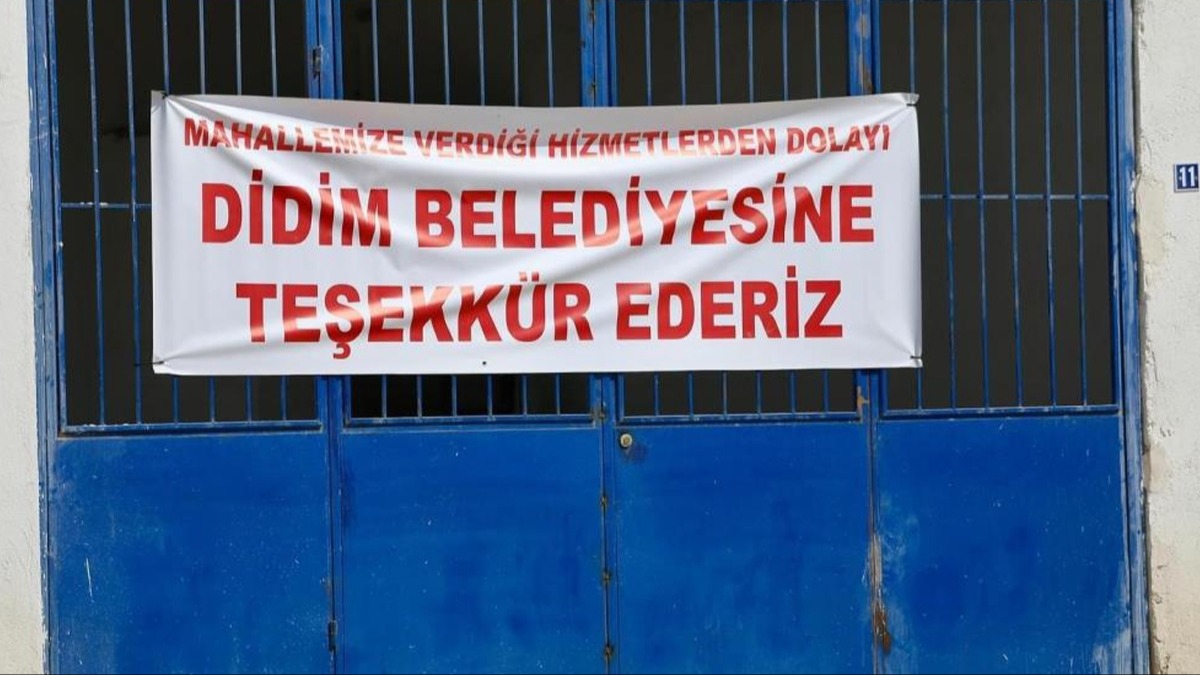 MAHALLEMİZE VERDİĞİ HİZMETLERDEN DOLAYI
DİDİM BELEDİYESİNE
TEŞEKKÜR EDERİZ
11